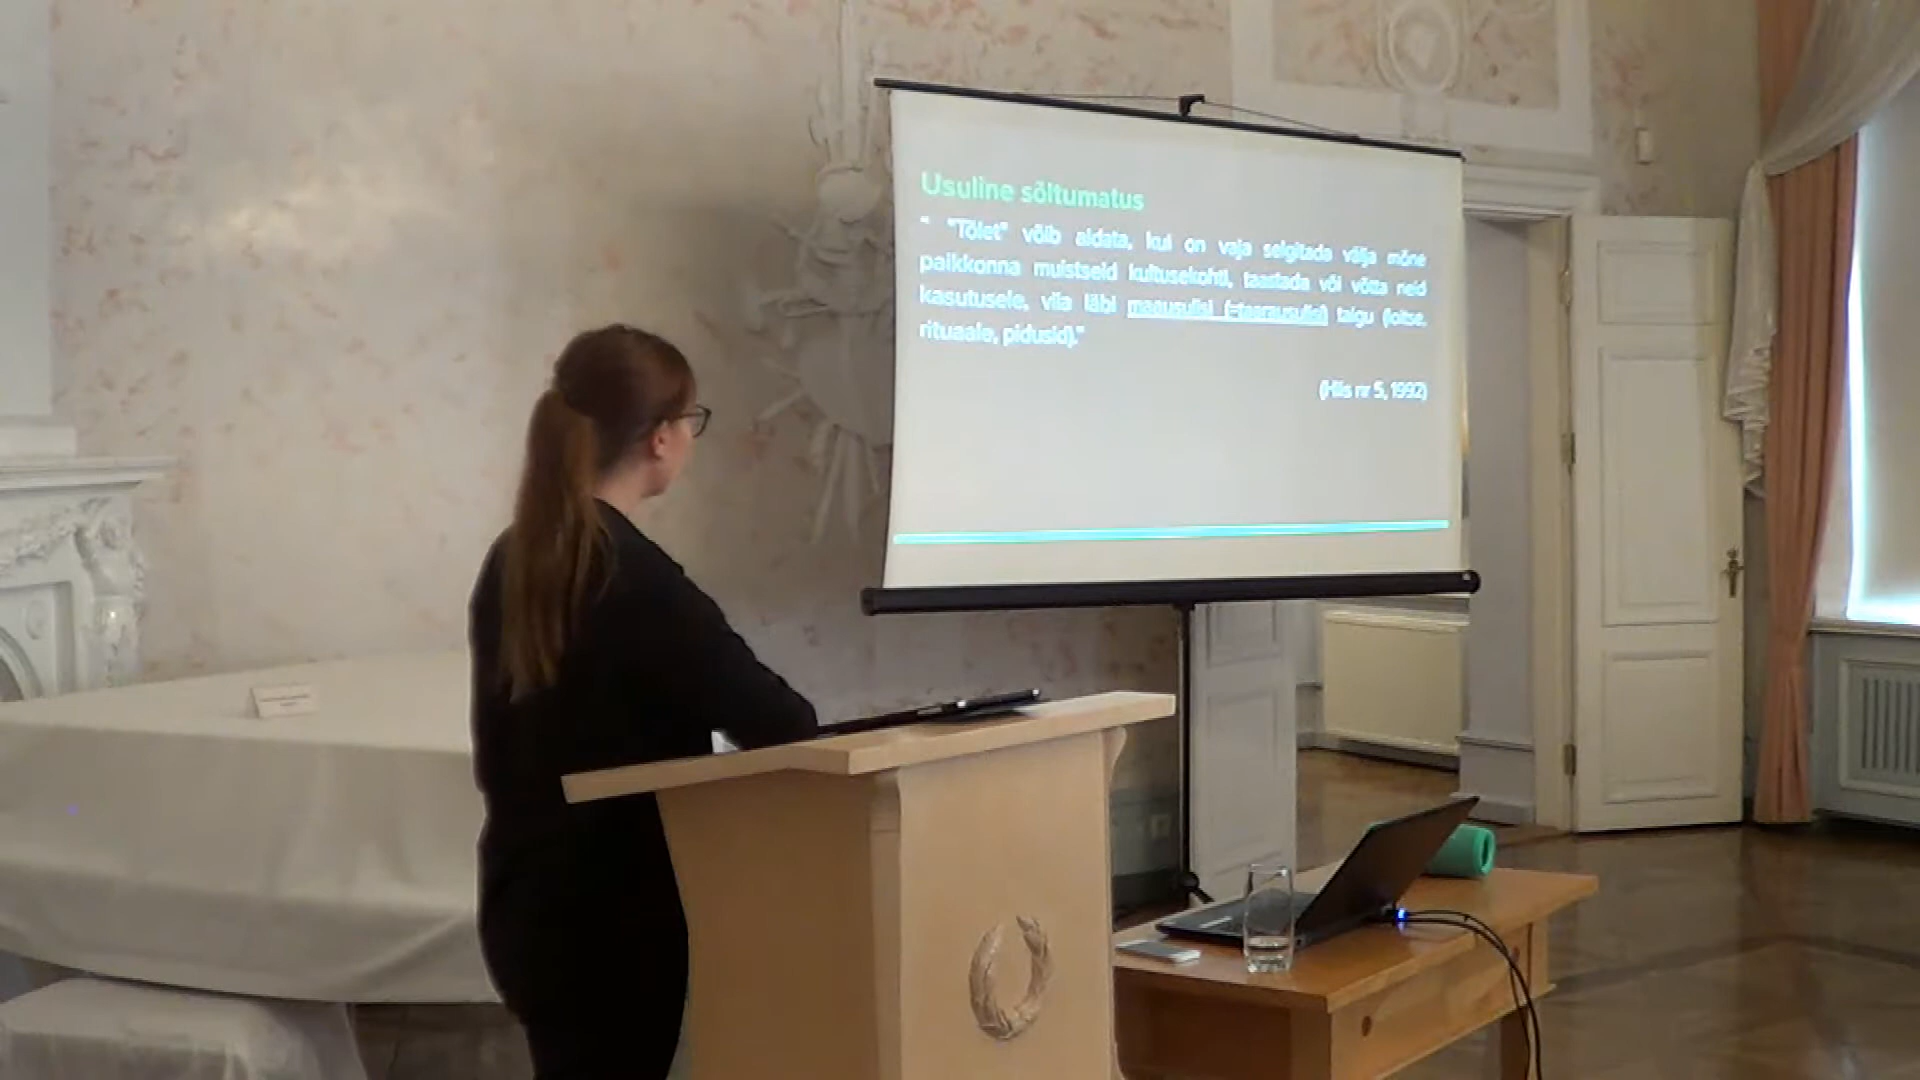 Usuline sõltumatus
" "Tõlet" võib aidata, kui on vaja selgitada välja mõne
paikkonna muistseid kultusekohti, taastada või võtta neid
kasutusele, viia läbi maausulisi (=taarausulisi) talgu (loitse,
rituaale, pidusid)."
(Hiis nr 5, 1992)